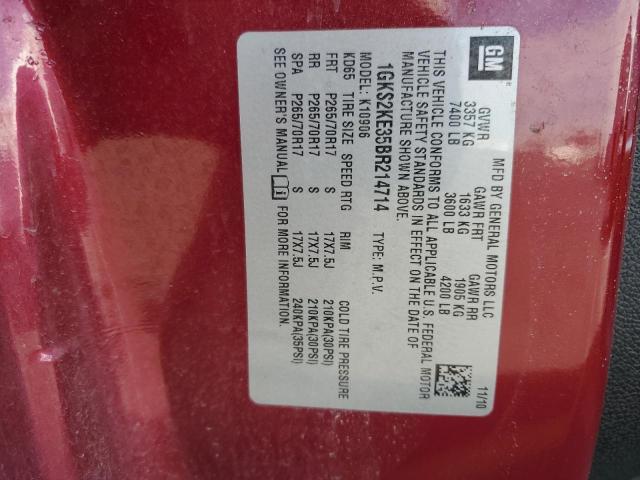 GM
MFD BY GENERAL MOTORS LLC 11/10
GVWR GAWR FRT GAWR RR
3357 KG 1633 KG 1905 KG
7400 LB 3600 LB 4200 LB
THIS VEHICLE CONFORMS TO ALL APPLICABLE U.S. FEDERAL MOTOR
VEHICLE SAFETY STANDARDS IN EFFECT ON THE DATE OF
MANUFACTURE SHOWN ABOVE.
1GKS2KE35BR214714 TYPE: M.P.V.
MODEL: K10906
KD65 TIRE SIZE SPEED RTG RIM COLD TIRE PRESSURE
FRT P265/70R17 S 17X7.5J 210KPA(30PSI)
RR P265/70R17 S 17X7.5J 210KPA(30PSI)
SPA P265/70R17 S 17X7.5J 240KPA(35PSI)
SEE OWNER'S MANUAL FOR MORE INFORMATION.